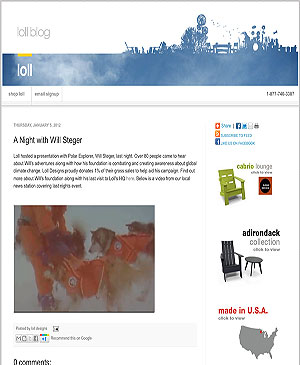 loll blog
loll
shop loll
email signup
1-877-740-3387
THURSDAY, JANUARY 5, 2012
A Night with Will Steger
Loll hosted a presentation with Polar Explorer, Will Steger, last night. Over 80 people came to hear
about Will's adventures along with how his foundation is combating and creating awareness about global
climate change. Loll Designs proudly donates 1% of their gross sales to help aid his campaign. Find out
more about Will's foundation along with his last visit to Loll's HQ here. Below is a video from our local
news station covering last night's event.
Posted by loll designs
Recommend this on Google
0 comments:
Share
SUBSCRIBE TO FEED
LIKE US ON FACEBOOK
cabrio lounge
click to view
adirondack
collection
click to view
made in U.S.A.
click to view